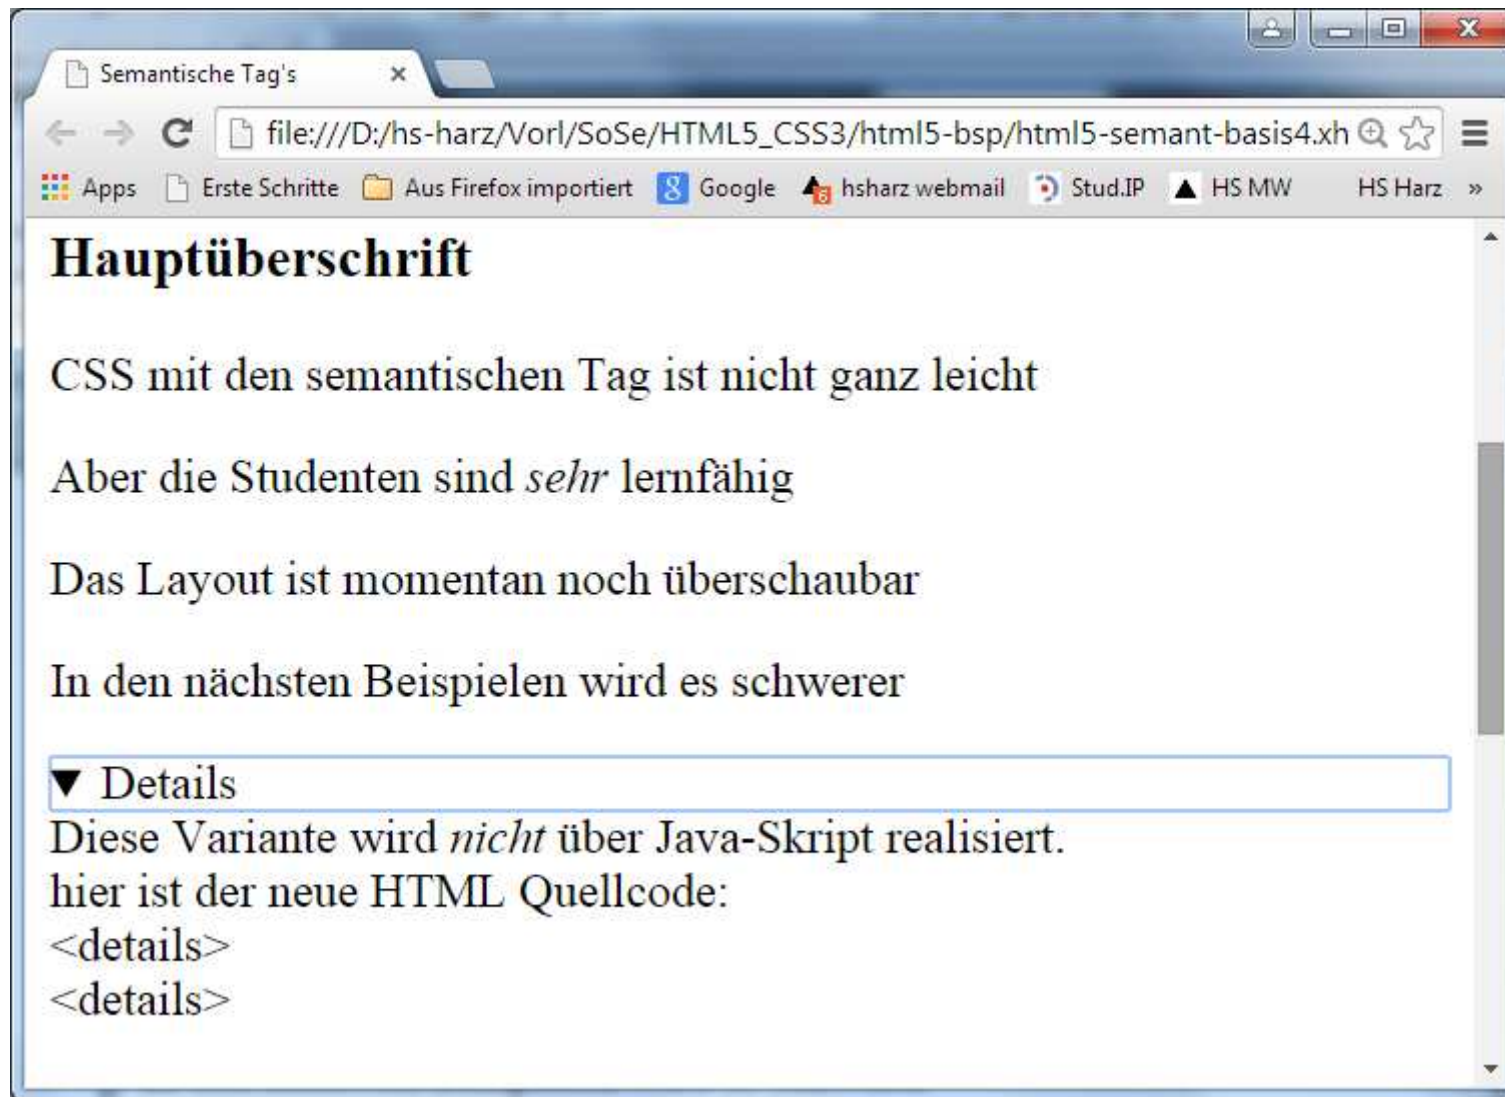 Semantische Tag's
file:///D:/hs-harz/Vorl/SoSe/HTML5_CSS3/html5-bsp/html5-semant-basis4.xh
Apps Erste Schritte Aus Firefox importiert 8 Google 6 hsharz webmail Stud.IP HS MW HS Harz »
Hauptüberschrift
CSS mit den semantischen Tag ist nicht ganz leicht
Aber die Studenten sind sehr lernfähig
Das Layout ist momentan noch überschaubar
In den nächsten Beispielen wird es schwerer
▼ Details
Diese Variante wird nicht über Java-Skript realisiert.
hier ist der neue HTML Quellcode:
<details>
<details>